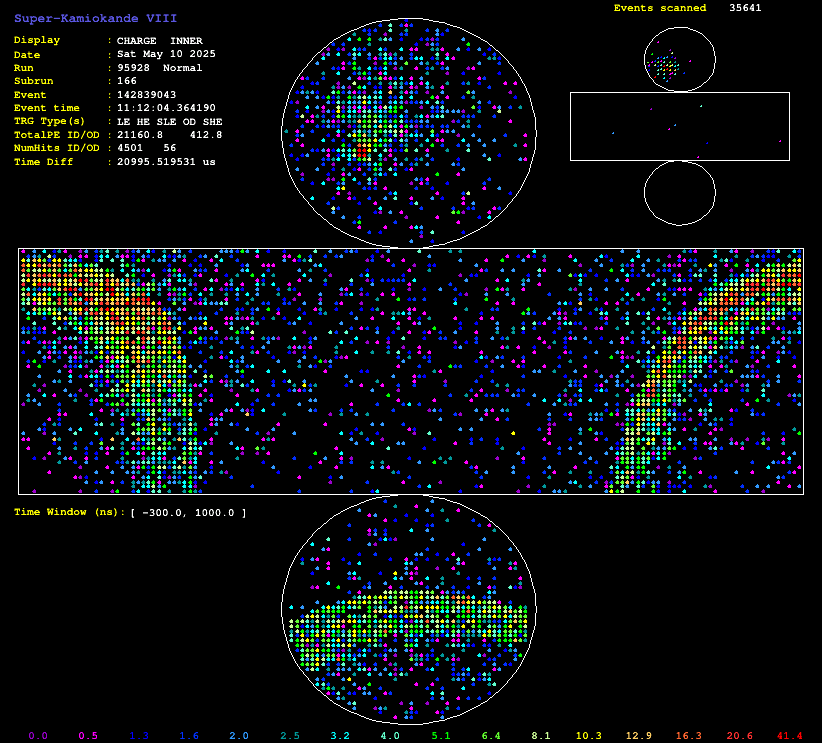 Events scanned 35641
Super-Kamiokande VIII
Display : CHARGE INNER
Date : Sat May 10 2025
Run : 95928 Normal
Subrun : 166
Event : 142839043
Event time : 11:12:04.364190
TRG Type(s) : LE HE SLE OD SHE
TotalPE ID/OD : 21160.8 412.8
NumHits ID/OD : 4501 56
Time Diff : 20995.519531 us
Time Window (ns): [ -300.0, 1000.0 ]
0.0 0.5 1.3 1.6 2.0 2.5 3.2 4.0 5.1 6.4 8.1 10.3 12.9 16.3 20.6 41.4